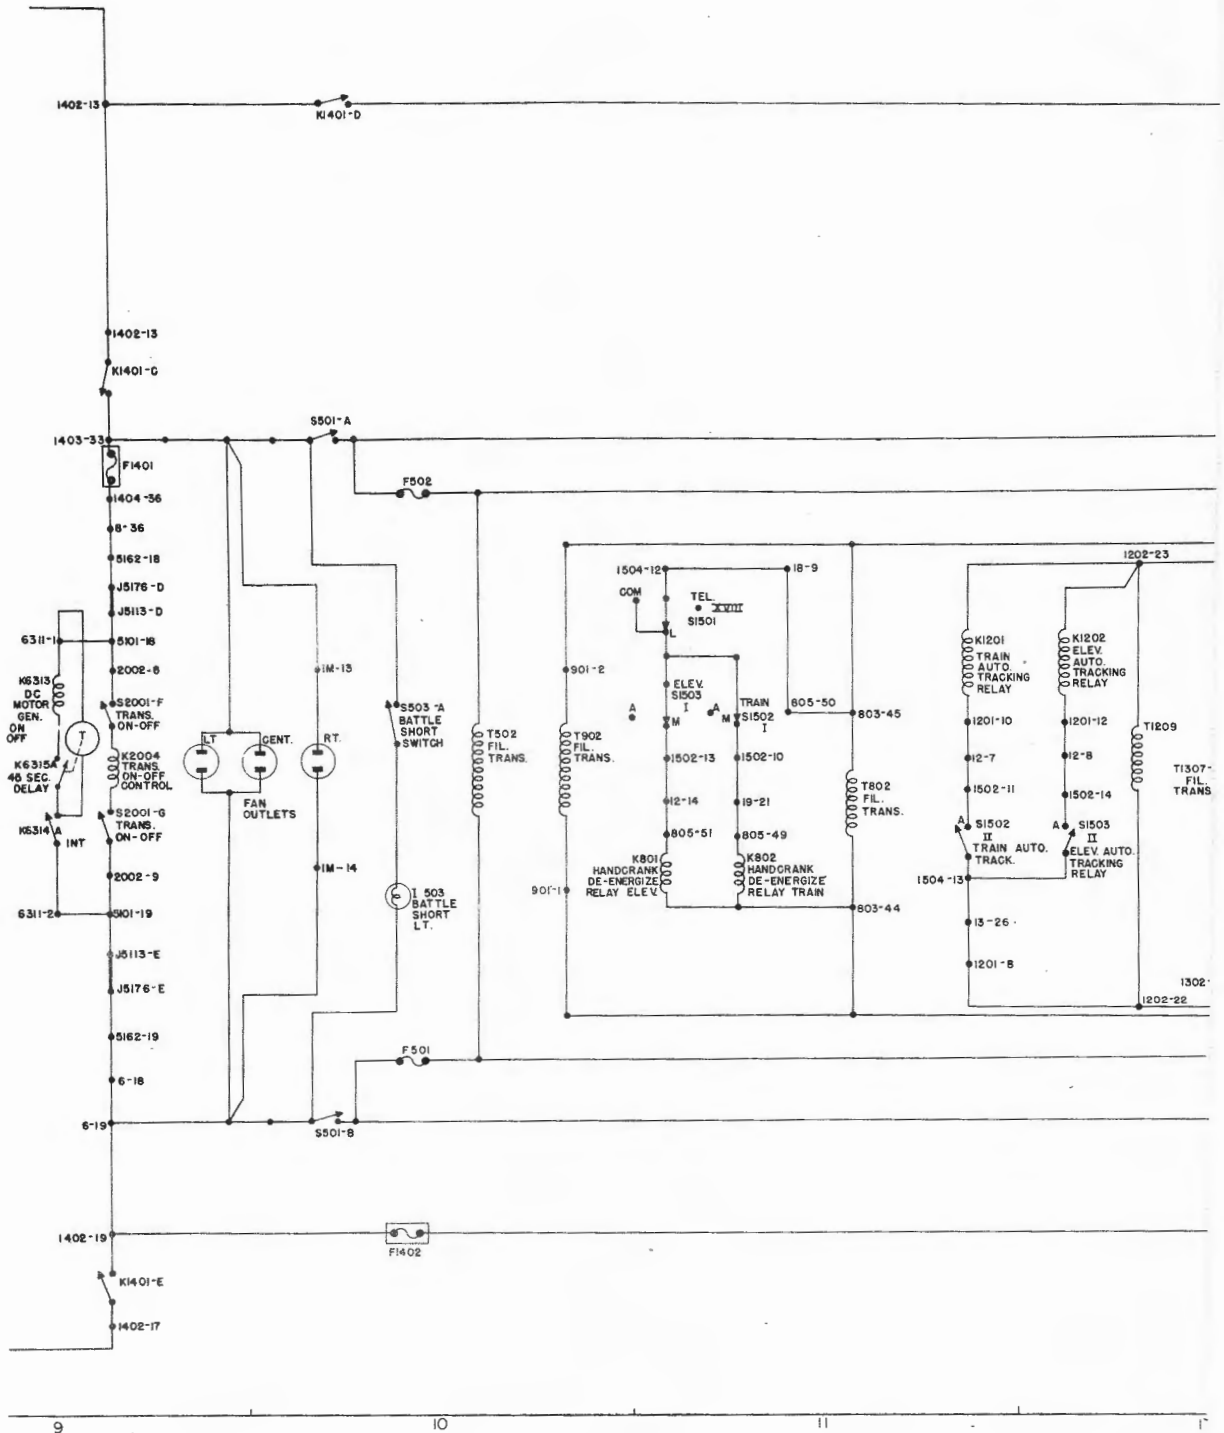 1402-13
K1401-D
1402-13
K1401-C
1403-33
S501-A
F1401
F502
1404-36
8-36
5162-18
J5176-D
J5113-D
6311-1
5101-18
2002-8
K6313
DC
MOTOR
GEN.
ON
OFF
S2001-F
TRANS.
ON-OFF
T
K6315A
45 SEC.
DELAY
K2004
TRANS.
ON-OFF
CONTROL
K6314 A
INT
S2001-G
TRANS.
ON-OFF
2002-9
6311-2
5101-19
J5113-E
J5176-E
5162-19
6-18
6-19
1402-19
K1401-E
1402-17
LT
CENT.
RT.
FAN
OUTLETS
1M-13
1M-14
S503-A
BATTLE
SHORT
SWITCH
I 503
BATTLE
SHORT
LT.
F501
S501-B
F1402
T502
FIL.
TRANS.
901-2
T902
FIL.
TRANS.
901-1
1504-12
18-9
COM
TEL.
XVIII
S1501
L
ELEV.
S1503
I
A
M
A
M
TRAIN
S1502
I
805-50
803-45
1502-13
1502-10
12-14
19-21
805-51
805-49
K801
HANDCRANK
DE-ENERGIZE
RELAY ELEV.
K802
HANDCRANK
DE-ENERGIZE
RELAY TRAIN
T802
FIL.
TRANS.
803-44
1202-23
K1201
TRAIN
AUTO.
TRACKING
RELAY
K1202
ELEV.
AUTO.
TRACKING
RELAY
1201-10
1201-12
12-7
12-8
1502-11
1502-14
A
S1502
II
TRAIN AUTO.
TRACK.
A
S1503
II
ELEV. AUTO.
TRACKING
RELAY
1504-13
13-26
1201-8
T1209
T1307-
FIL.
TRANS
1302-
1202-22
9
10
11